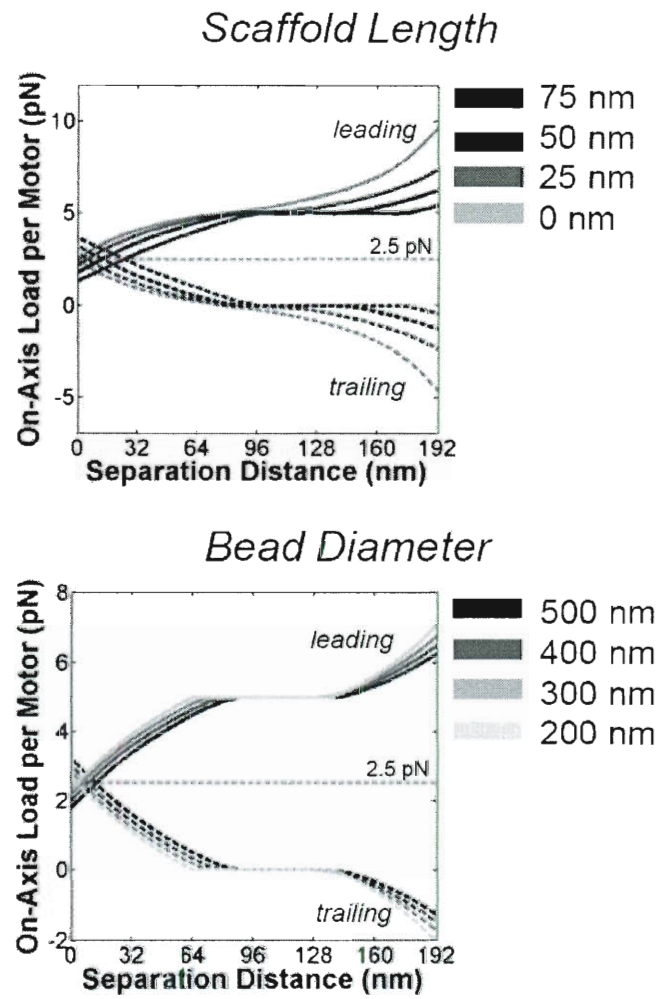 Scaffold Length
On-Axis Load per Motor (pN)
10
5
0
-5
leading
2.5 pN
trailing
0 32 64 96 128 160 192
Separation Distance (nm)
75 nm
50 nm
25 nm
0 nm
Bead Diameter
On-Axis Load per Motor (pN)
8
6
4
2
0
-2
leading
2.5 pN
trailing
0 32 64 96 128 160 192
Separation Distance (nm)
500 nm
400 nm
300 nm
200 nm